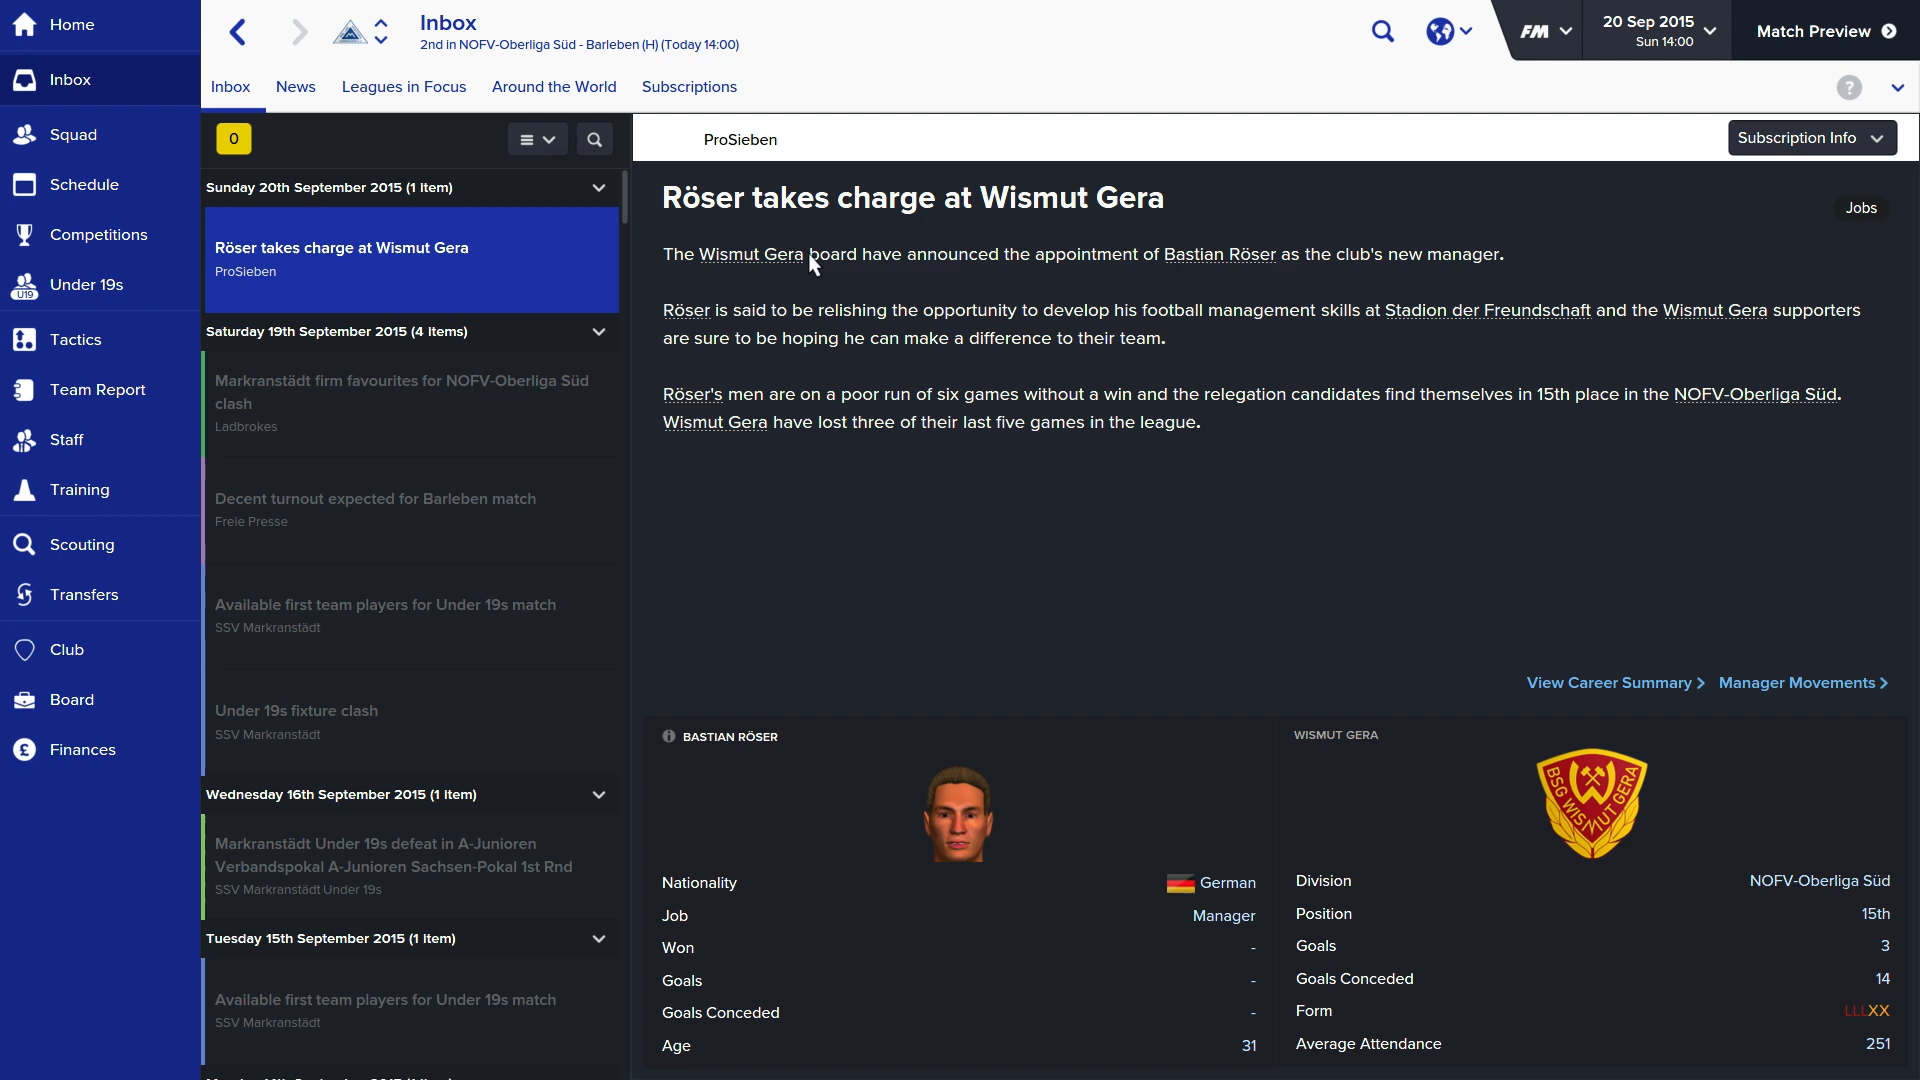 Home
Inbox
Squad
Schedule
Competitions
U19
Under 19s
Tactics
Team Report
Staff
Training
Scouting
Transfers
Club
Board
£
Finances
Inbox
2nd in NOFV-Oberliga Süd - Barleben (H) (Today 14:00)
FM
20 Sep 2015
Sun 14:00
Match Preview
Inbox
News
Leagues in Focus
Around the World
Subscriptions
?
0
Sunday 20th September 2015 (1 Item)
Röser takes charge at Wismut Gera
ProSieben
Saturday 19th September 2015 (4 Items)
Markranstädt firm favourites for NOFV-Oberliga Süd
clash
Ladbrokes
Decent turnout expected for Barleben match
Freie Presse
Available first team players for Under 19s match
SSV Markranstädt
Under 19s fixture clash
SSV Markranstädt
Wednesday 16th September 2015 (1 Item)
Markranstädt Under 19s defeat in A-Junioren
Verbandspokal A-Junioren Sachsen-Pokal 1st Rnd
SSV Markranstädt Under 19s
Tuesday 15th September 2015 (1 Item)
Available first team players for Under 19s match
SSV Markranstädt
ProSieben
Subscription Info
Röser takes charge at Wismut Gera
Jobs
The Wismut Gera board have announced the appointment of Bastian Röser as the club's new manager.
Röser is said to be relishing the opportunity to develop his football management skills at Stadion der Freundschaft and the Wismut Gera supporters
are sure to be hoping he can make a difference to their team.
Röser's men are on a poor run of six games without a win and the relegation candidates find themselves in 15th place in the NOFV-Oberliga Süd.
Wismut Gera have lost three of their last five games in the league.
View Career Summary
Manager Movements
BASTIAN RÖSER
Nationality German
Job Manager
Won -
Goals -
Goals Conceded -
Age 31
WISMUT GERA
BSG WISMUT GERA
Division NOFV-Oberliga Süd
Position 15th
Goals 3
Goals Conceded 14
Form LLLXX
Average Attendance 251